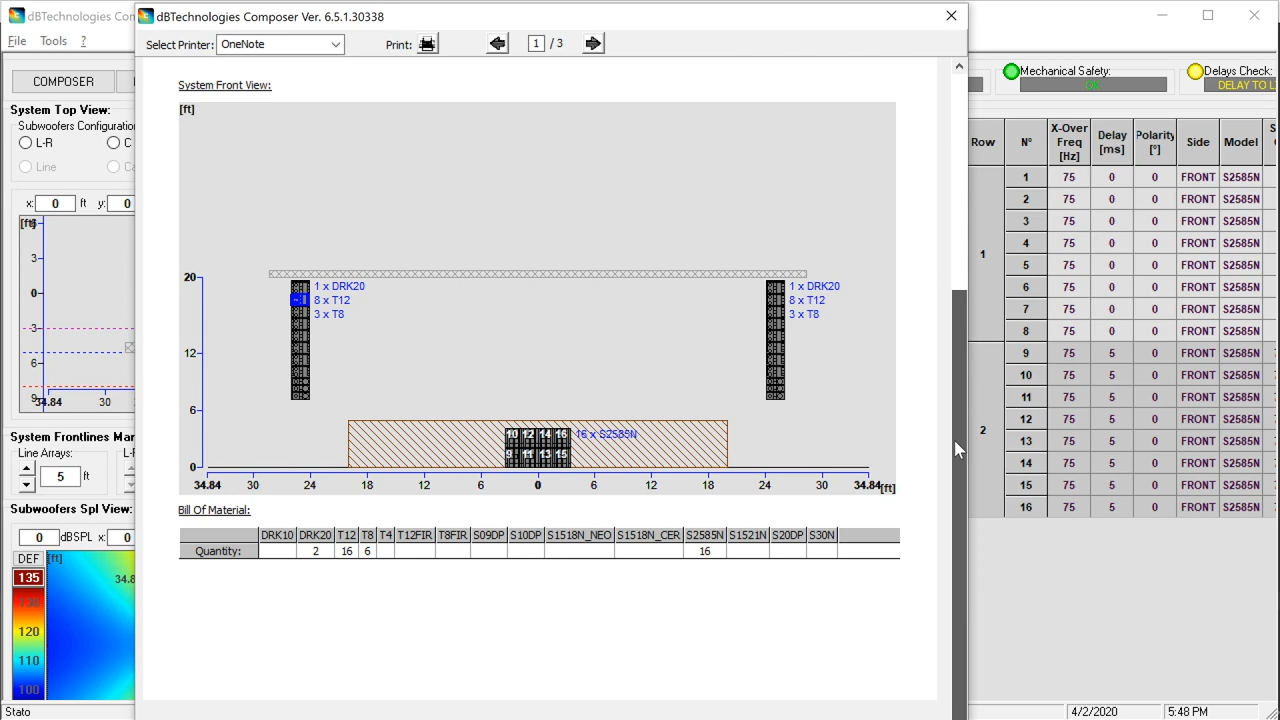 dBTechnologies Co
dBTechnologies Composer Ver. 6.5.1.30338
File Tools ?
Select Printer: OneNote Print: 1 / 3
COMPOSER
Mechanical Safety: OK
Delays Check: DELAY TO L
System Top View:
Subwoofers Configuratio
L-R C
Line Ca
x: 0 ft y: 0
[ft]
3
0
3
6
9
34.84 30
System Frontlines Mar
Line Arrays: L-F
5 ft
Subwoofers Spl View:
0 dBSPL x: 0
DEF [ft]
135 34.8
130
120
110
100
Stato
System Front View:
[ft]
20
12
6
0
1 x DRK20
8 x T12
3 x T8
1 x DRK20
8 x T12
3 x T8
10 12 14 16 16 x S2585N
9 11 13 15
34.84 30 24 18 12 6 0 6 12 18 24 30 34.84 [ft]
Bill Of Material:
DRK10 DRK20 T12 T8 T4 T12FIR T8FIR S09DP S10DP S1518N_NEO S1518N_CER S2585N S1521N S20DP S30N
Quantity: 2 16 6 16
Row N° X-Over Freq [Hz] Delay [ms] Polarity [°] Side Model
1
1 75 0 0 FRONT S2585N
2 75 0 0 FRONT S2585N
3 75 0 0 FRONT S2585N
4 75 0 0 FRONT S2585N
5 75 0 0 FRONT S2585N
6 75 0 0 FRONT S2585N
7 75 0 0 FRONT S2585N
8 75 0 0 FRONT S2585N
2
9 75 5 0 FRONT S2585N
10 75 5 0 FRONT S2585N
11 75 5 0 FRONT S2585N
12 75 5 0 FRONT S2585N
13 75 5 0 FRONT S2585N
14 75 5 0 FRONT S2585N
15 75 5 0 FRONT S2585N
16 75 5 0 FRONT S2585N
4/2/2020 5:48 PM